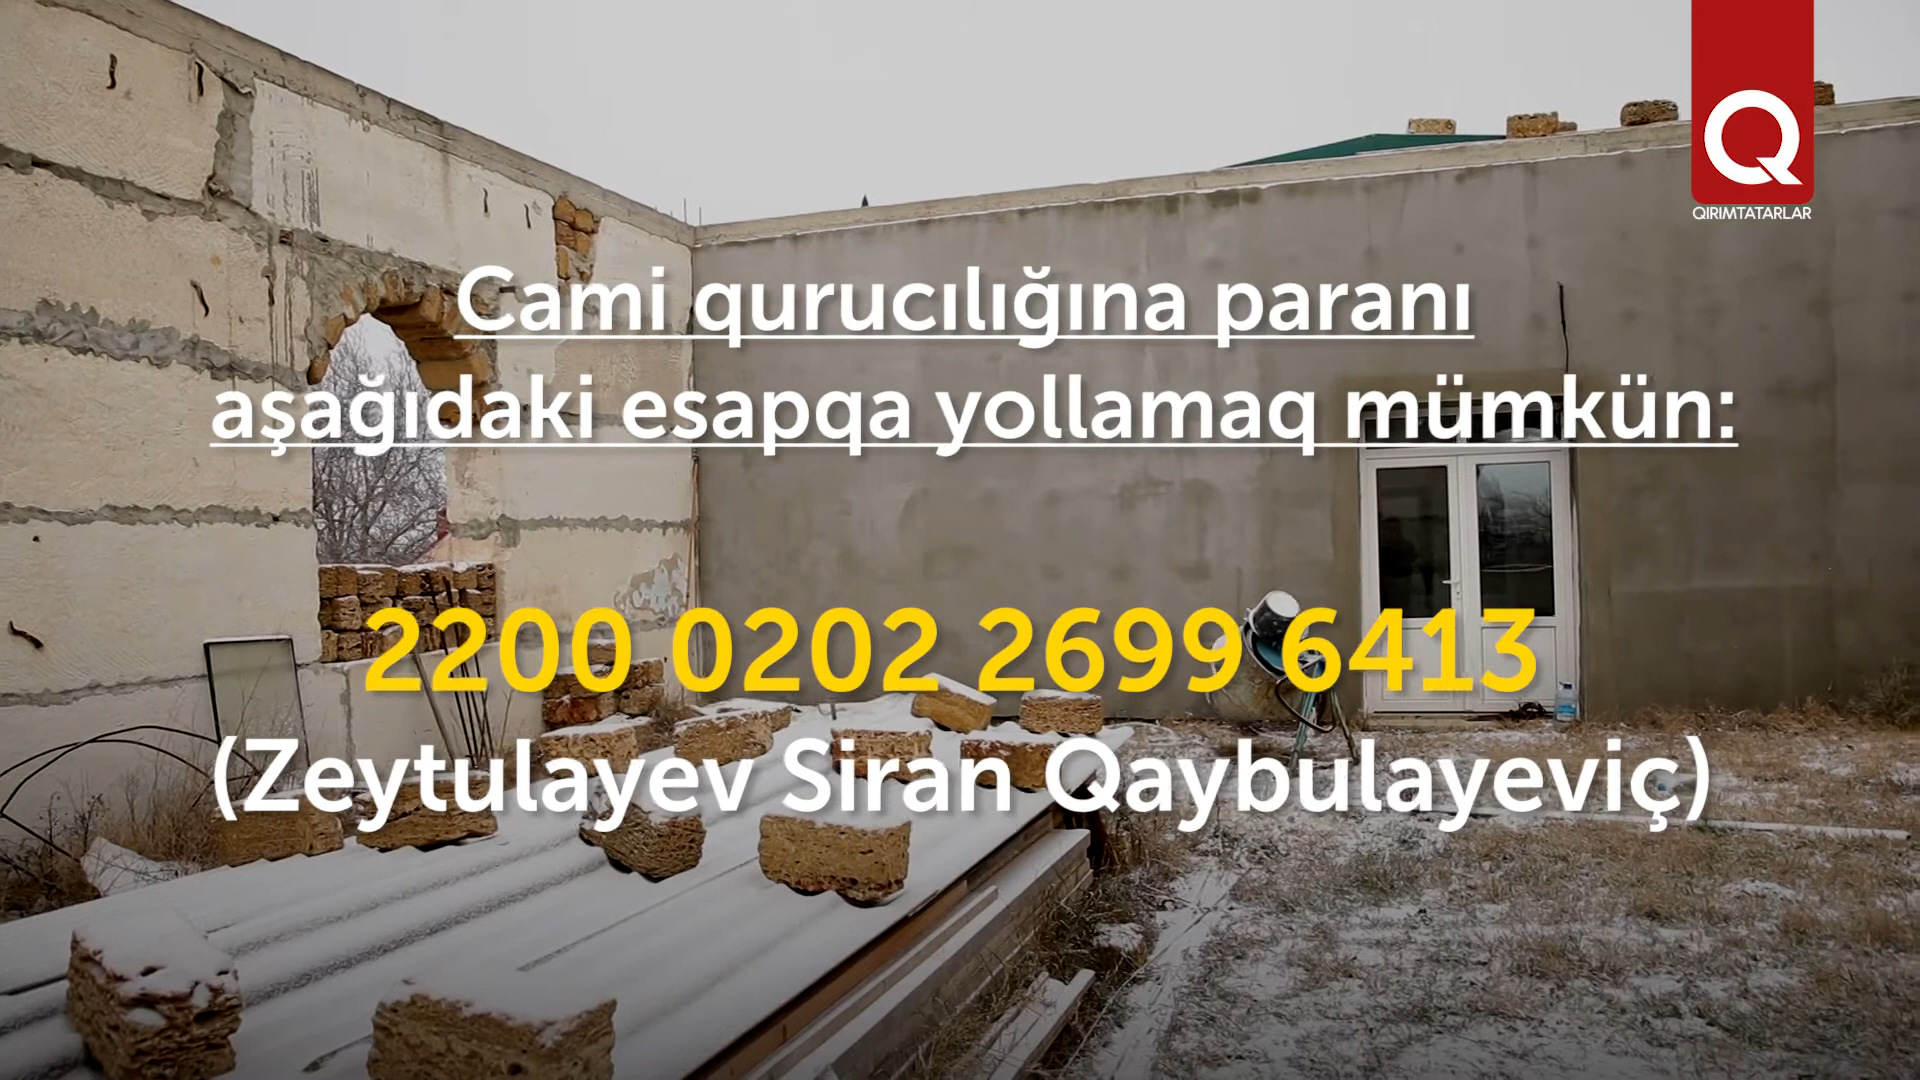 Q
QIRIMTATARLAR
Cami qurucılığına paranı
aşağıdaki esapqa yollamaq mümkün:
2200 0202 2699 6413
(Zeytulayev Siran Qaybulayeviç)